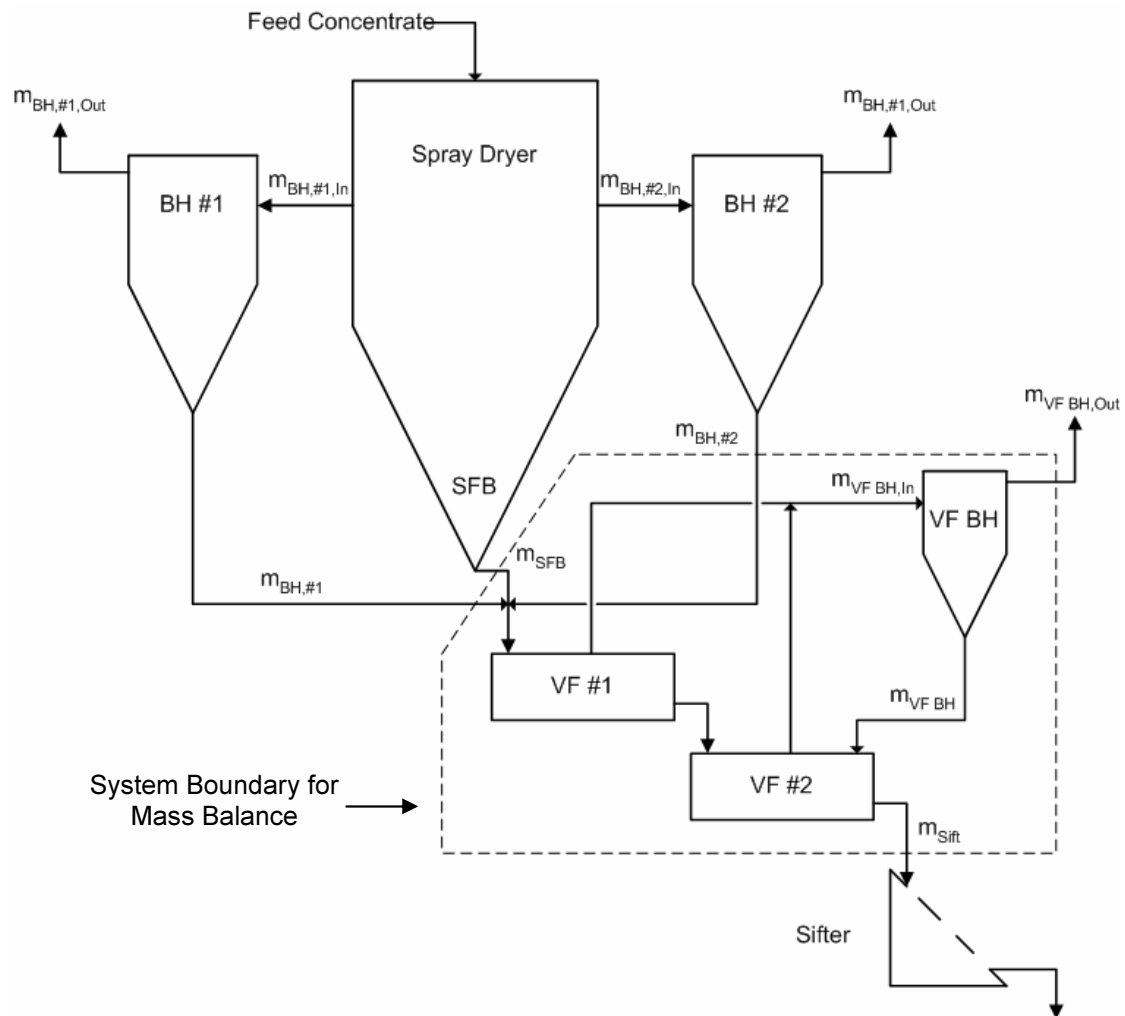 Feed Concentrate
m_BH,#1,Out
m_BH,#1,Out
Spray Dryer
BH #1
m_BH,#1,In
m_BH,#2,In
BH #2
m_BH,#2
m_VF BH,Out
SFB
m_VF BH,In
VF BH
m_SFB
m_BH,#1
VF #1
m_VF BH
VF #2
System Boundary for
Mass Balance
m_Sift
Sifter